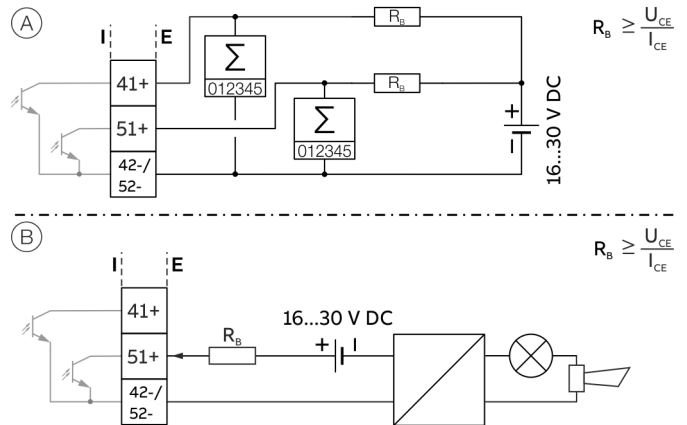 A
I E
41+
51+
42-/
52-
Σ
012345
Σ
012345
R_B
R_B
R_B ≥ U_CE / I_CE
+
−
16...30 V DC
B
I E
41+
51+
42-/
52-
R_B
16...30 V DC
+ −
R_B ≥ U_CE / I_CE